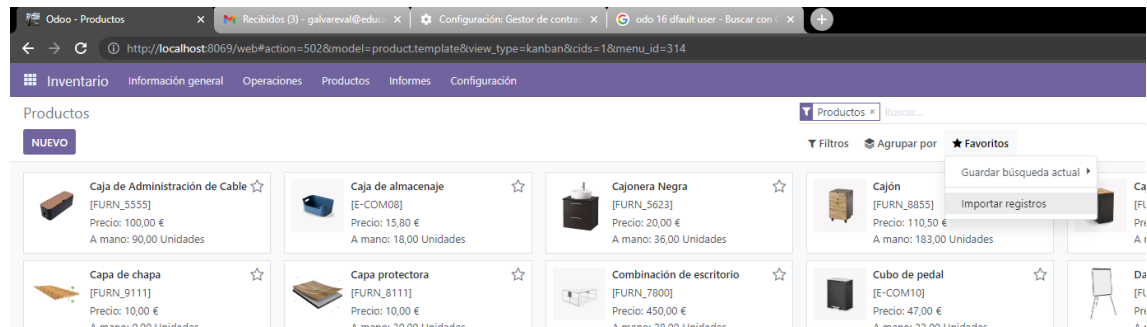 Odoo - Productos
Recibidos (3) - galvareval@educa
Configuración: Gestor de contras
odo 16 dfault user - Buscar con G
http://localhost:8069/web#action=502&model=product.template&view_type=kanban&cids=1&menu_id=314
Inventario Información general Operaciones Productos Informes Configuración
Productos
Productos × Buscar...
NUEVO
Filtros Agrupar por Favoritos
Guardar búsqueda actual
Importar registros
Caja de Administración de Cable
[FURN_5555]
Precio: 100,00 €
A mano: 90,00 Unidades
Caja de almacenaje
[E-COM08]
Precio: 15,80 €
A mano: 18,00 Unidades
Cajonera Negra
[FURN_5623]
Precio: 20,00 €
A mano: 36,00 Unidades
Cajón
[FURN_8855]
Precio: 110,50 €
A mano: 183,00 Unidades
Capa de chapa
[FURN_9111]
Precio: 10,00 €
A mano: 0,00 Unidades
Capa protectora
[FURN_8111]
Precio: 10,00 €
Combinación de escritorio
[FURN_7800]
Precio: 450,00 €
Cubo de pedal
[E-COM10]
Precio: 47,00 €